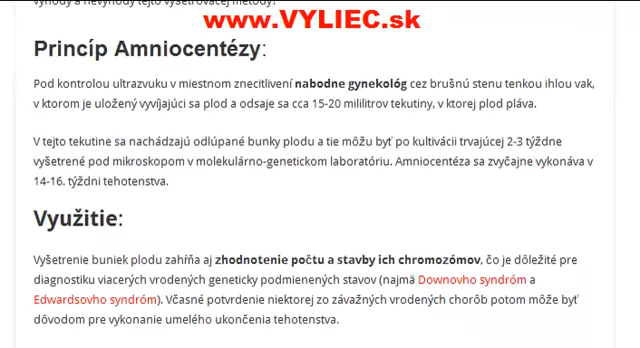 výhody a nevýhody tejto vyšetrovacej metódy?
www.VYLIEC.sk
Princíp Amniocentézy:
Pod kontrolou ultrazvuku v miestnom znecitlivení nabodne gynekológ cez brušnú stenu tenkou ihlou vak,
v ktorom je uložený vyvíjajúci sa plod a odsaje sa cca 15-20 mililitrov tekutiny, v ktorej plod pláva.
V tejto tekutine sa nachádzajú odlúpané bunky plodu a tie môžu byť po kultivácii trvajúcej 2-3 týždne
vyšetrené pod mikroskopom v molekulárno-genetickom laboratóriu. Amniocentéza sa zvyčajne vykonáva v
14-16. týždni tehotenstva.
Využitie:
Vyšetrenie buniek plodu zahŕňa aj zhodnotenie počtu a stavby ich chromozómov, čo je dôležité pre
diagnostiku viacerých vrodených geneticky podmienených stavov (najmä Downovho syndróm a
Edwardsovho syndróm). Včasné potvrdenie niektorej zo závažných vrodených chorôb potom môže byť
dôvodom pre vykonanie umelého ukončenia tehotenstva.